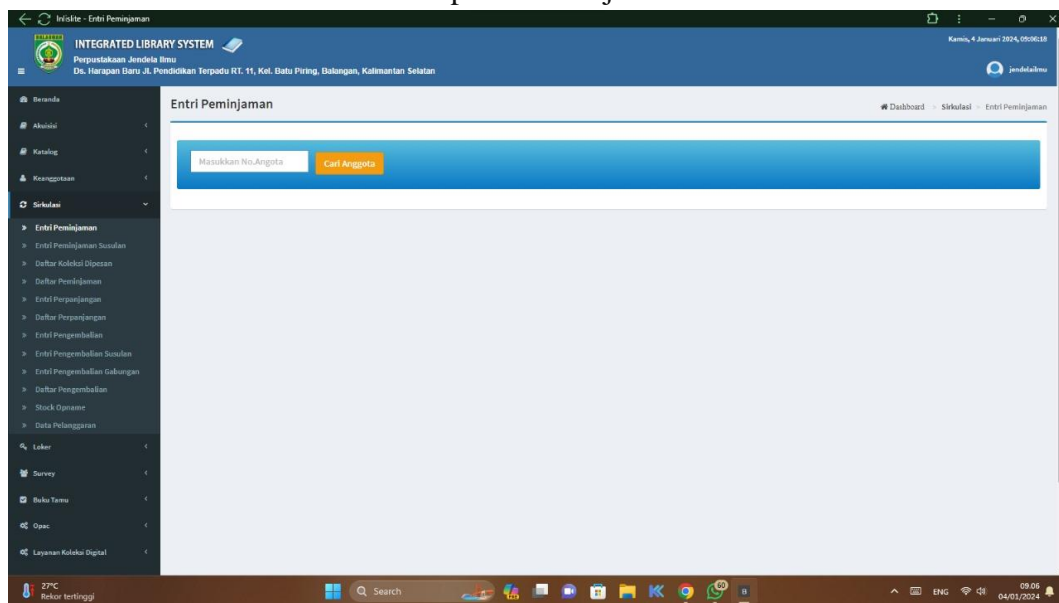 Inlislite - Entri Peminjaman
INTEGRATED LIBRARY SYSTEM
Kamis, 4 Januari 2024, 09:06:18
Perpustakaan Jendela Ilmu
Ds. Harapan Baru Jl. Pendidikan Terpadu RT. 11, Kel. Batu Piring, Balangan, Kalimantan Selatan
jendelailmu
Beranda
Akuisisi
Katalog
Keanggotaan
Sirkulasi
Entri Peminjaman
Entri Peminjaman Susulan
Daftar Koleksi Dipesan
Daftar Peminjaman
Entri Perpanjangan
Daftar Perpanjangan
Entri Pengembalian
Entri Pengembalian Susulan
Entri Pengembalian Gabungan
Daftar Pengembalian
Stock Opname
Data Pelanggaran
Loker
Survey
Buku Tamu
Opac
Layanan Koleksi Digital
Entri Peminjaman
Dashboard > Sirkulasi > Entri Peminjaman
Masukkan No.Angota
Cari Anggota
27°C
Rekor tertinggi
Search
60
ENG
09.06
04/01/2024